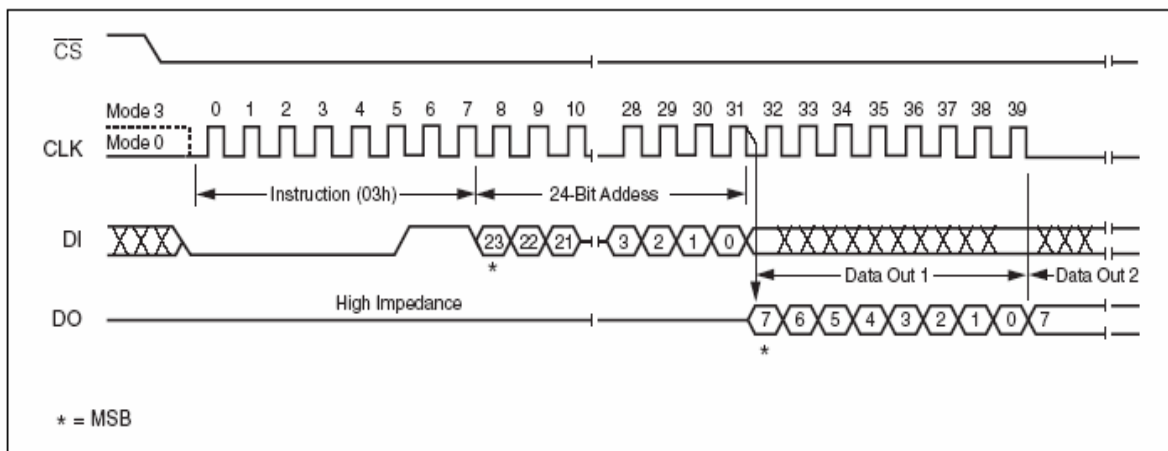 CS
0 1 2 3 4 5 6 7 8 9 10 28 29 30 31 32 33 34 35 36 37 38 39
Mode 3
Mode 0
CLK
Instruction (03h) 24-Bit Addess
DI 23 22 21 3 2 1 0
*
Data Out 1 Data Out 2
High Impedance
DO 7 6 5 4 3 2 1 0 7
*
* = MSB